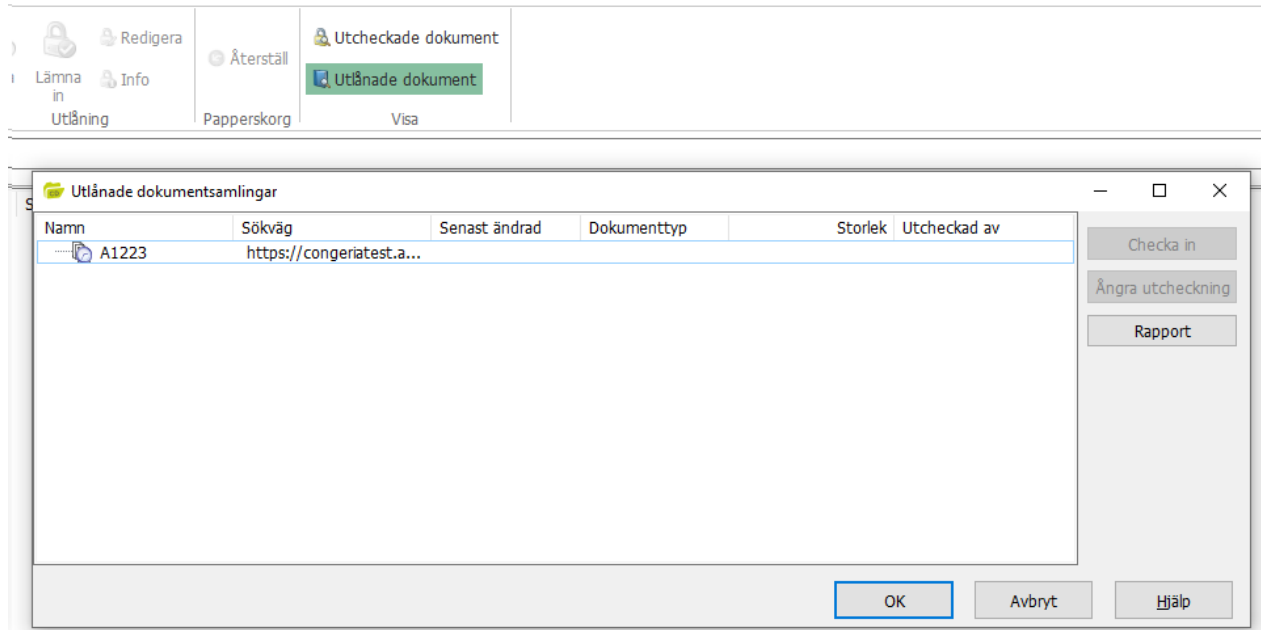 Redigera
Utcheckade dokument
Återställ
Lämna
in
Info
Utlånade dokument
Utlåning
Papperskorg
Visa
Utlånade dokumentsamlingar
Namn Sökväg Senast ändrad Dokumenttyp Storlek Utcheckad av
A1223 https://congeriatest.a...
Checka in
Ångra utcheckning
Rapport
OK Avbryt Hjälp